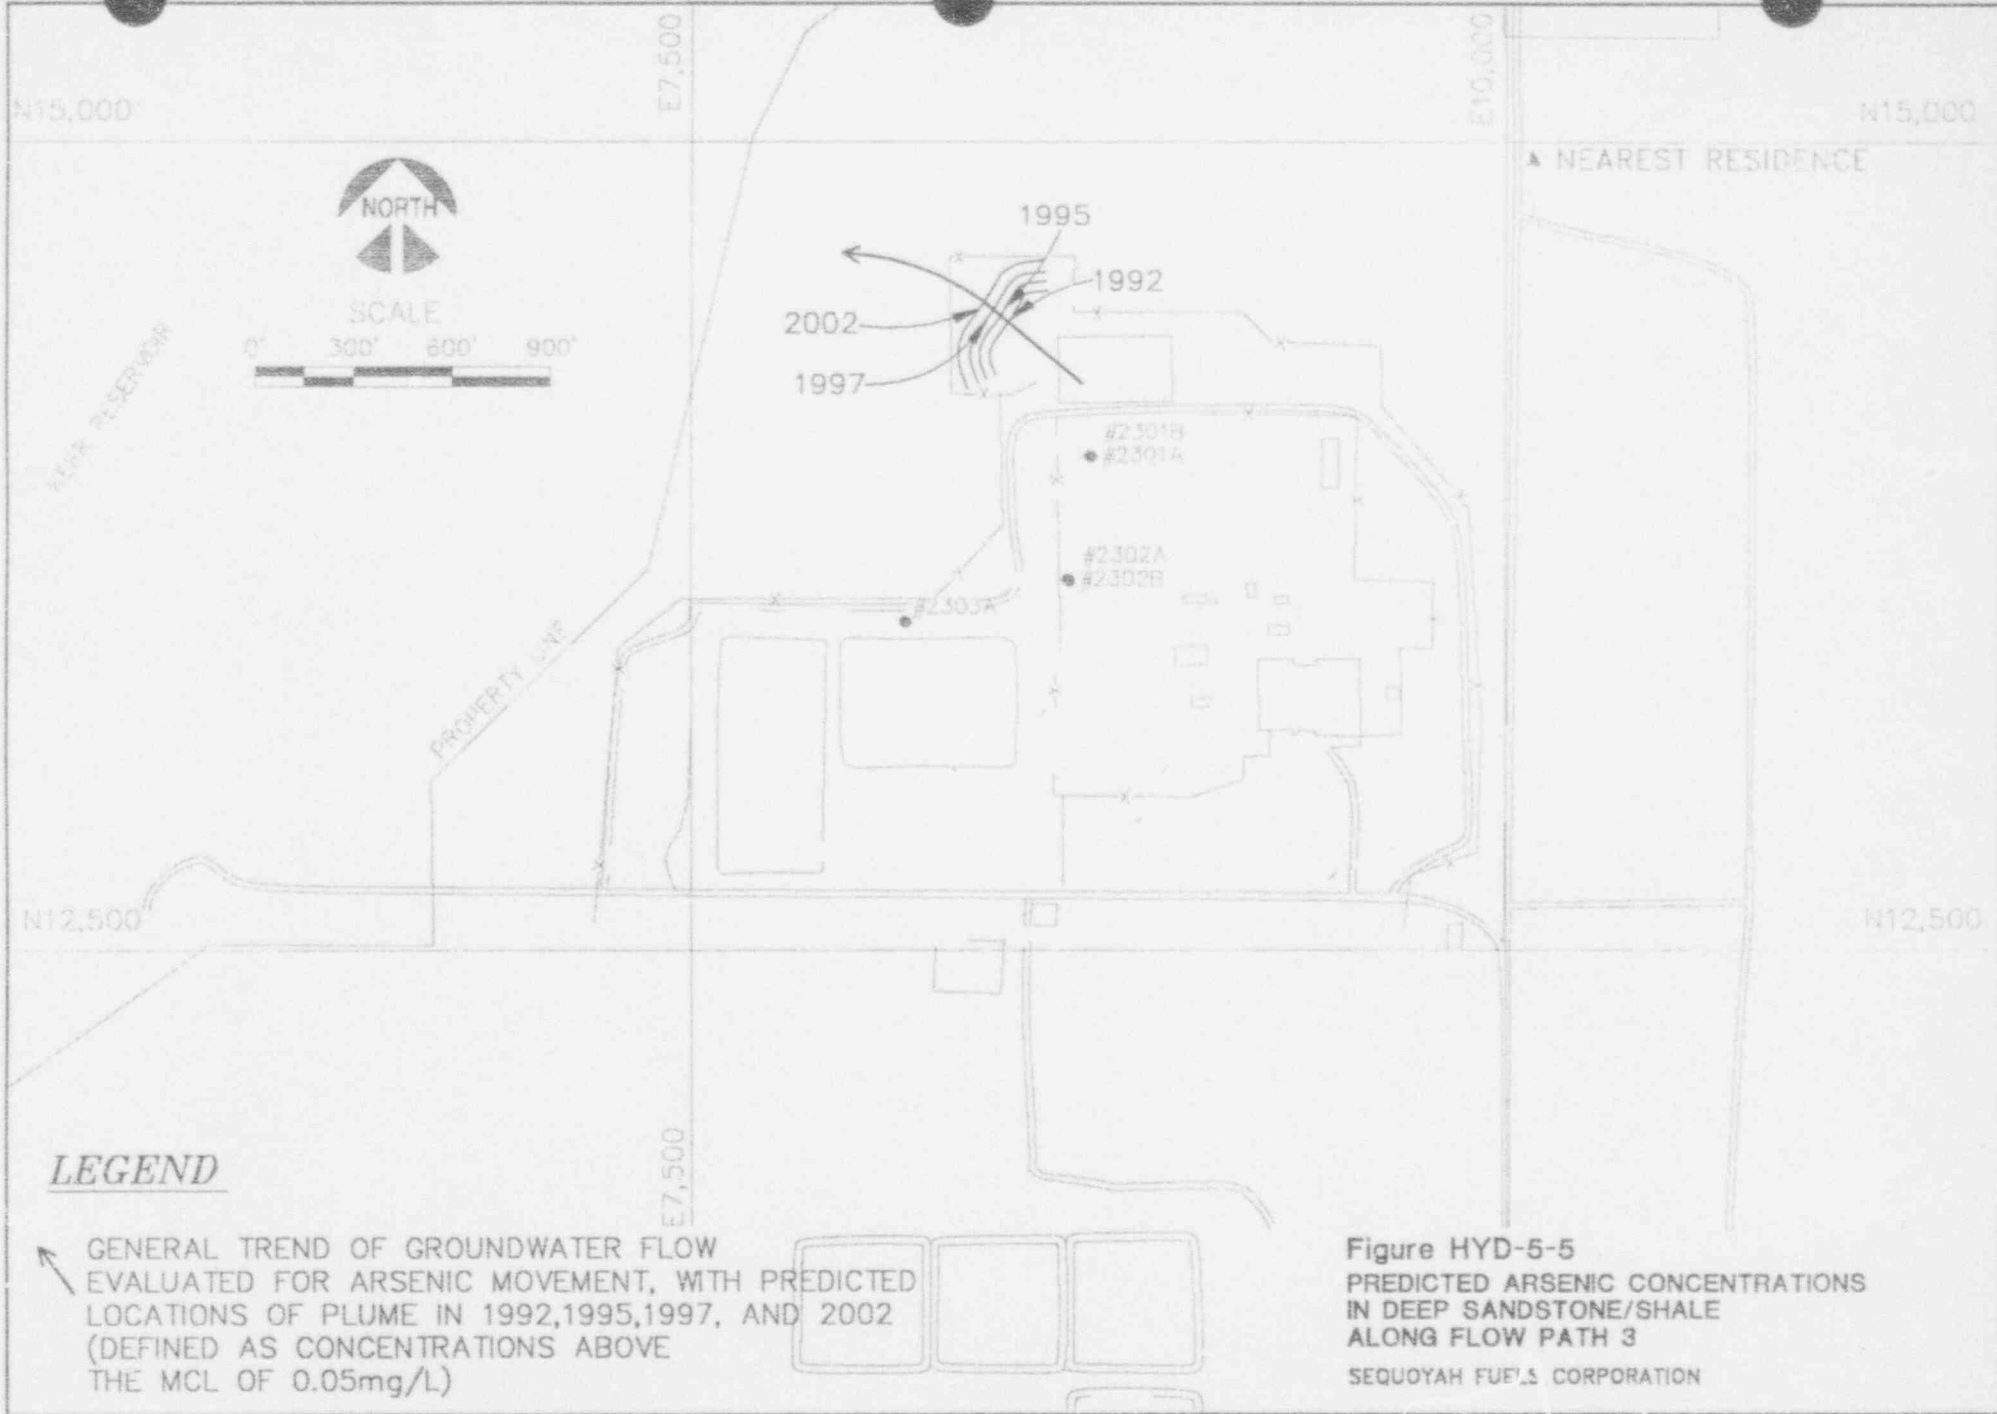 E7,500
E10,000
N15,000
N15,000
NEAREST RESIDENCE
NORTH
SCALE
0' 300' 600' 900'
1995
1992
2002
1997
KERR RESERVOIR
#2301B
#2301A
#2302A
#2302B
#2303A
PROPERTY LINE
N12,500
N12,500
E7,500
LEGEND
GENERAL TREND OF GROUNDWATER FLOW
EVALUATED FOR ARSENIC MOVEMENT, WITH PREDICTED
LOCATIONS OF PLUME IN 1992,1995,1997, AND 2002
(DEFINED AS CONCENTRATIONS ABOVE
THE MCL OF 0.05mg/L)
Figure HYD-5-5
PREDICTED ARSENIC CONCENTRATIONS
IN DEEP SANDSTONE/SHALE
ALONG FLOW PATH 3
SEQUOYAH FUELS CORPORATION